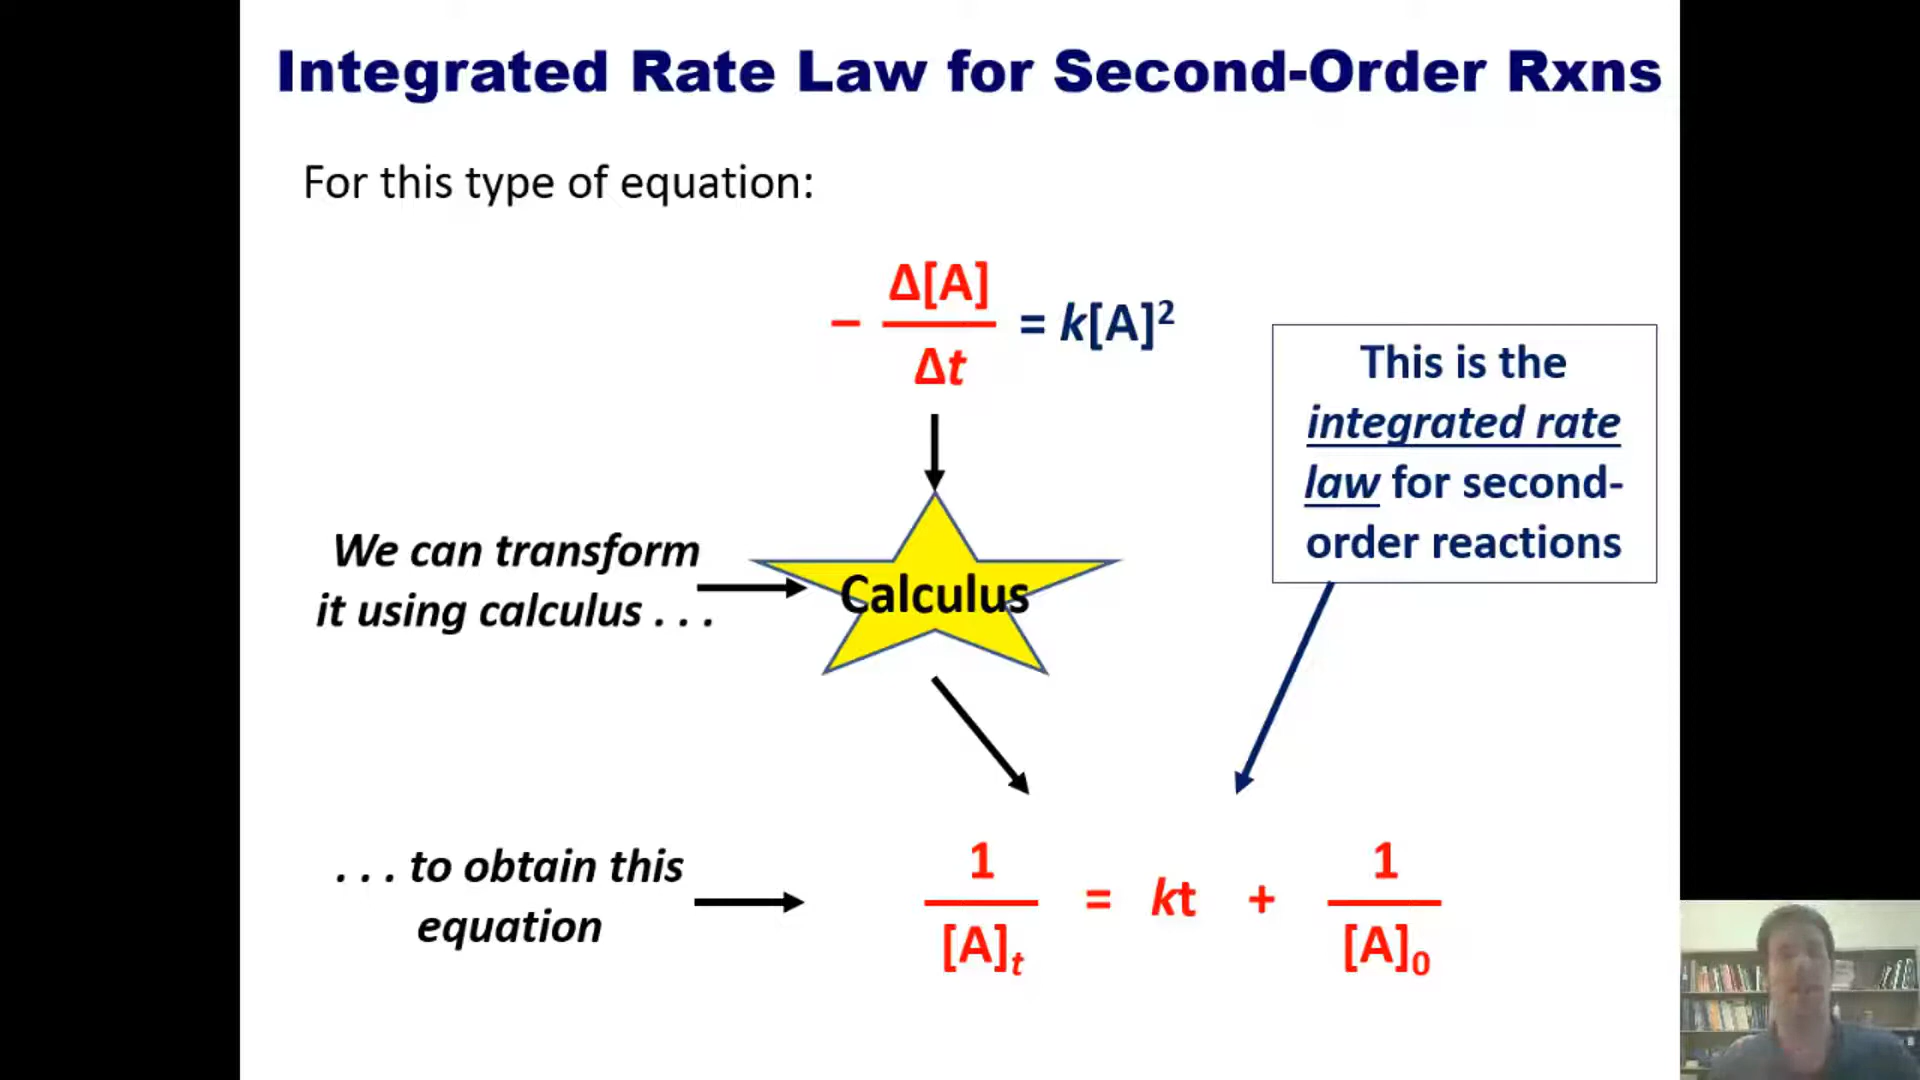 Integrated Rate Law for Second-Order Rxns
For this type of equation:
− Δ[A]/Δt = k[A]²
This is the
integrated rate
law for second-
order reactions
We can transform
it using calculus . . .
Calculus
. . . to obtain this
equation
1/[A]t = kt + 1/[A]₀